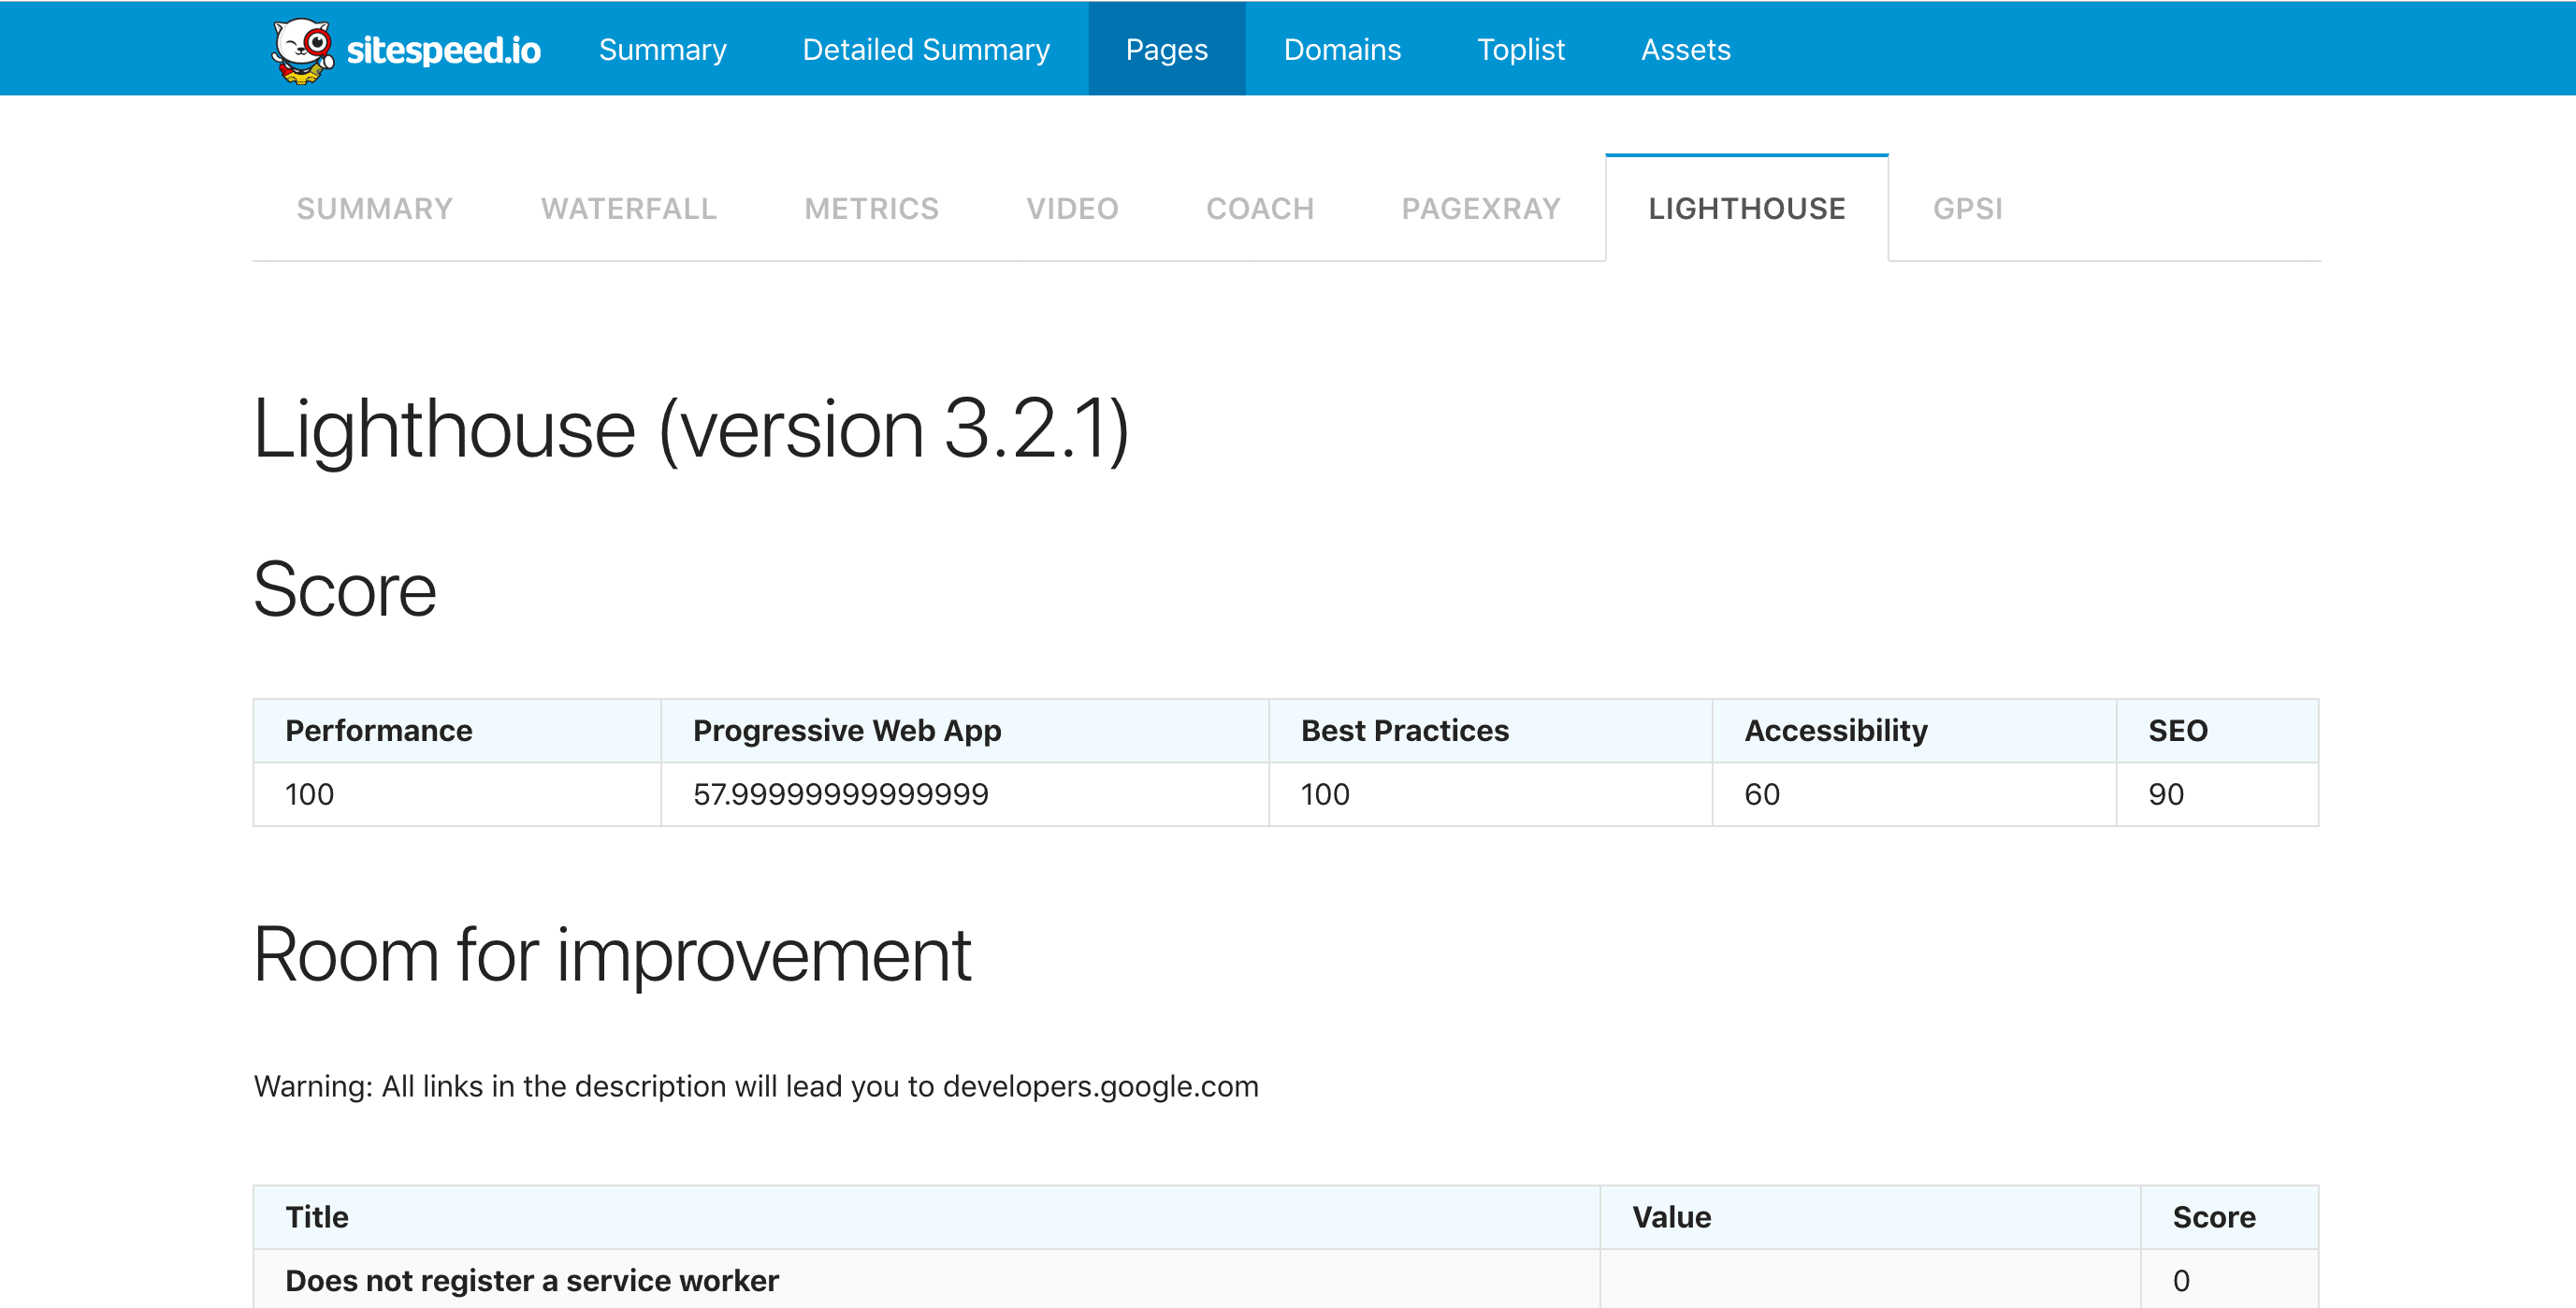 sitespeed.io Summary Detailed Summary Pages Domains Toplist Assets
SUMMARY WATERFALL METRICS VIDEO COACH PAGEXRAY LIGHTHOUSE GPSI
Lighthouse (version 3.2.1)
Score
Performance Progressive Web App Best Practices Accessibility SEO
100 57.99999999999999 100 60 90
Room for improvement
Warning: All links in the description will lead you to developers.google.com
Title Value Score
Does not register a service worker 0